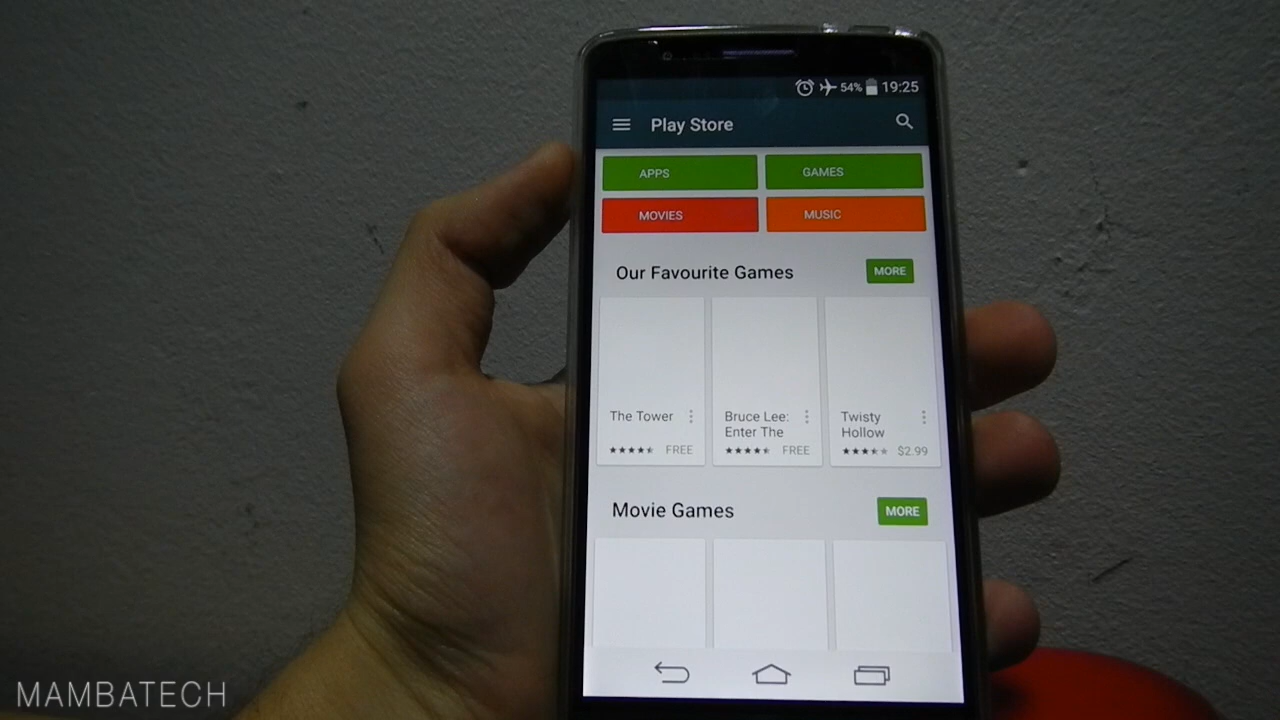 54% 19:25
Play Store
APPS GAMES
MOVIES MUSIC
Our Favourite Games MORE
The Tower
FREE
Bruce Lee:
Enter The
FREE
Twisty
Hollow
$2.99
Movie Games MORE
MAMBATECH